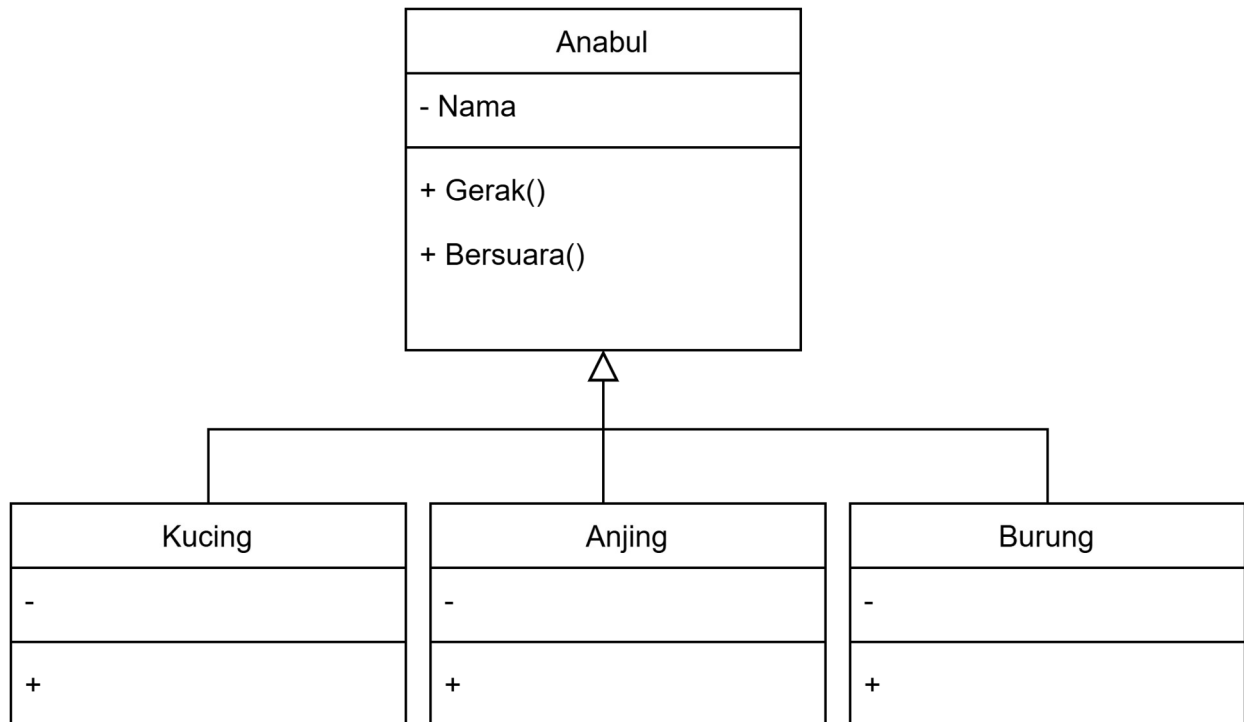 Anabul
- Nama
+ Gerak()
+ Bersuara()
Kucing
-
+
Anjing
-
+
Burung
-
+